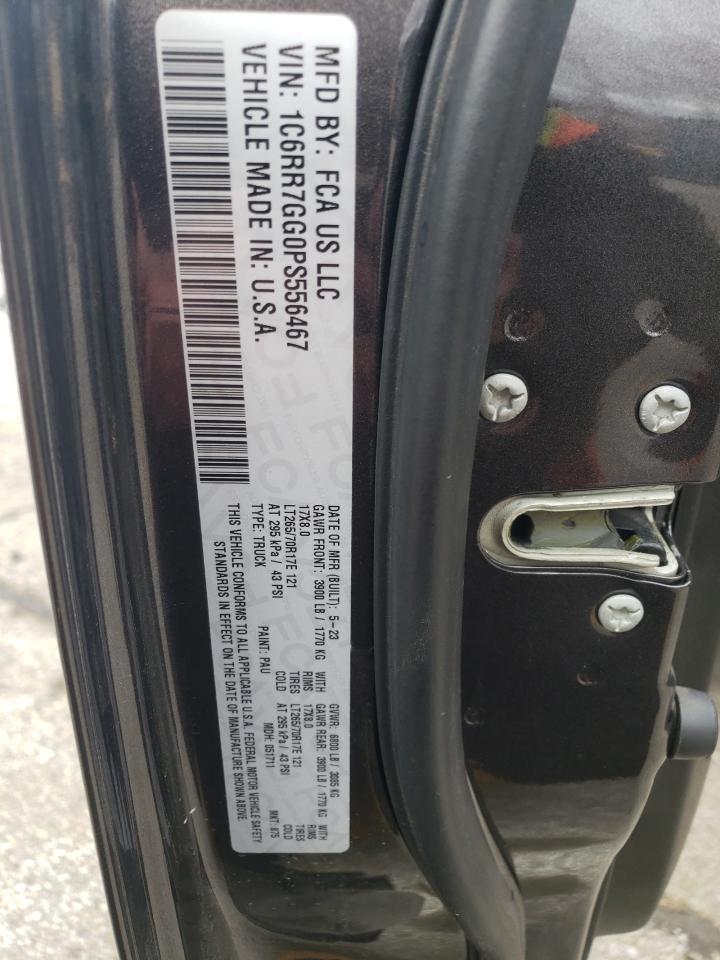 MFD BY: FCA US LLC
VIN: 1C6RR7GG0PS556467
VEHICLE MADE IN: U.S.A.
DATE OF MFR (BUILT): 5-23 GVWR: 6800 LB / 3085 KG
GAWR FRONT: 3900 LB / 1770 KG WITH GAWR REAR: 3900 LB / 1770 KG WITH
17X8.0 RIMS 17X8.0 RIMS
LT265/70R17E 121 TIRES LT265/70R17E 121 TIRES
AT 295 kPa / 43 PSI COLD AT 295 kPa / 43 PSI COLD
TYPE: TRUCK PAINT: PAU MDH: 051711 MKT: 875
THIS VEHICLE CONFORMS TO ALL APPLICABLE U.S.A. FEDERAL MOTOR VEHICLE SAFETY
STANDARDS IN EFFECT ON THE DATE OF MANUFACTURE SHOWN ABOVE.